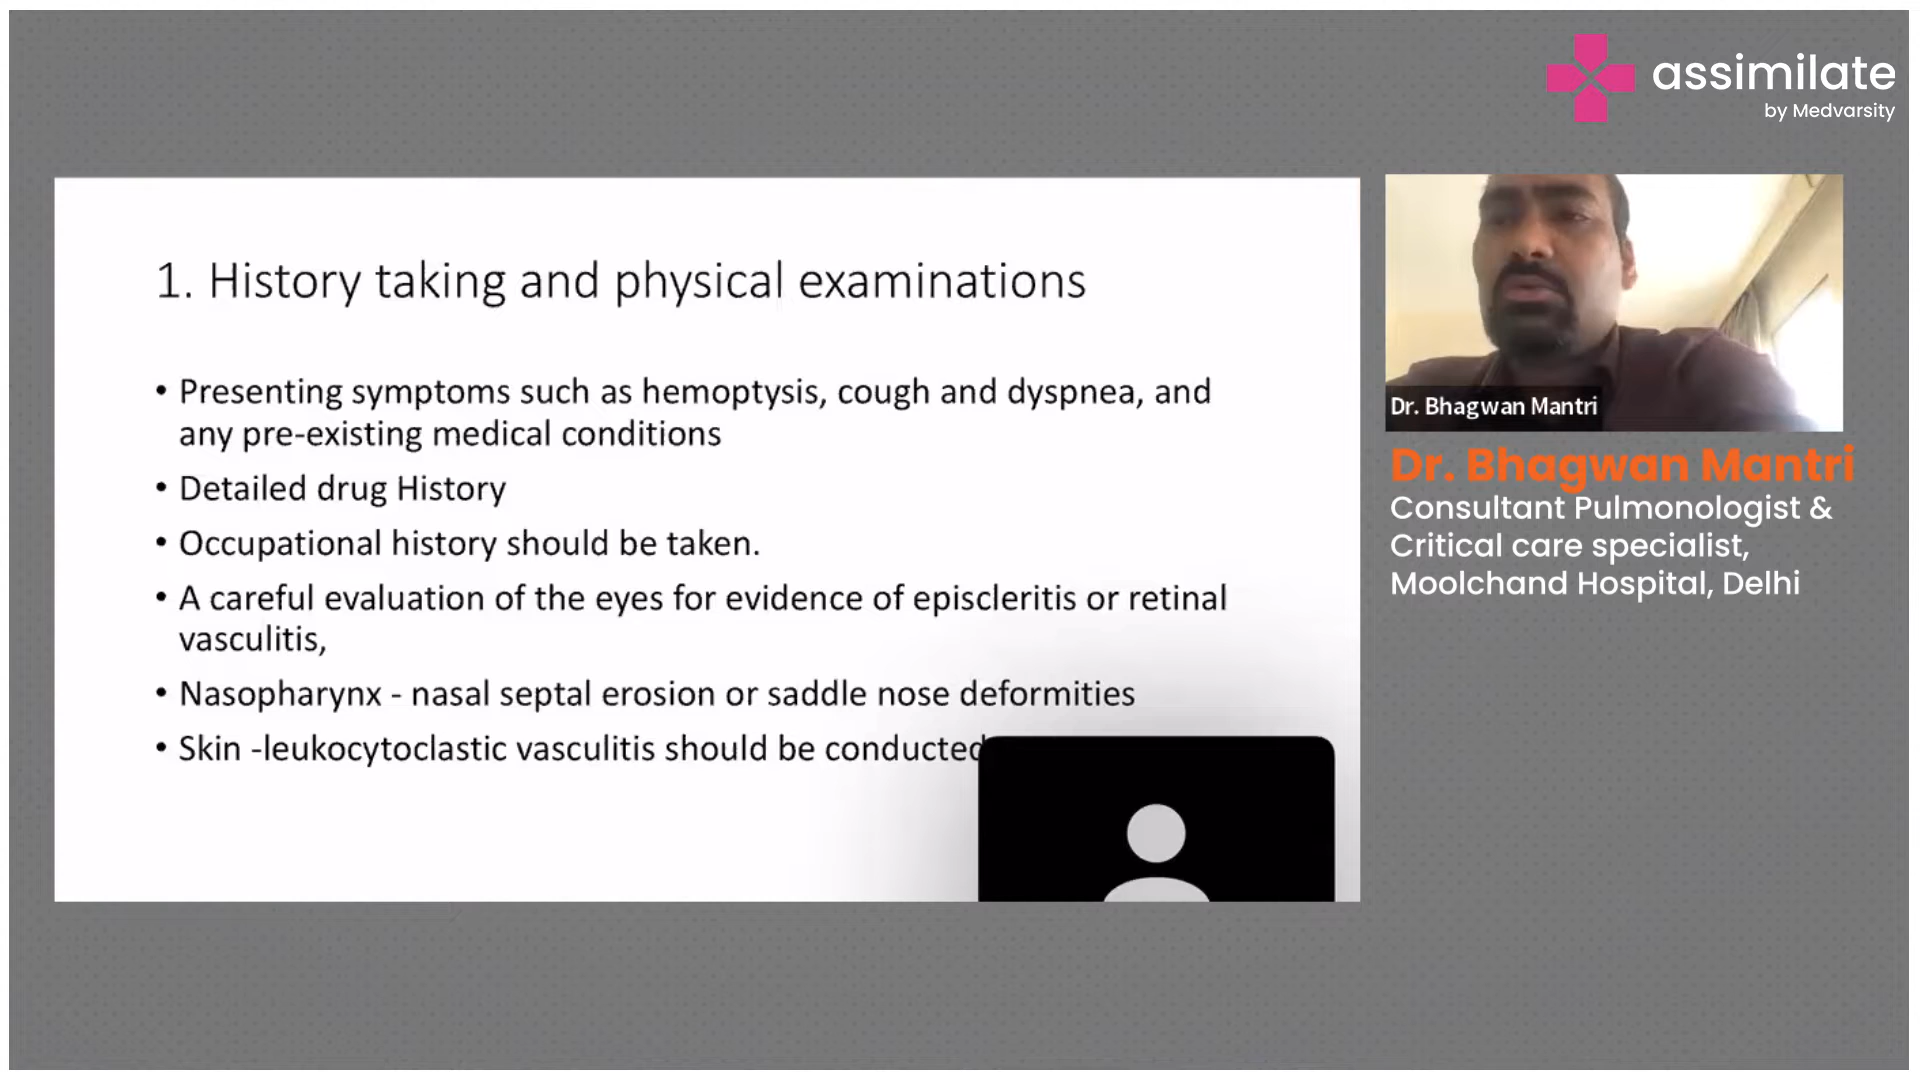 assimilate
by Medvarsity
1. History taking and physical examinations
• Presenting symptoms such as hemoptysis, cough and dyspnea, and
any pre-existing medical conditions
• Detailed drug History
• Occupational history should be taken.
• A careful evaluation of the eyes for evidence of episcleritis or retinal
vasculitis,
• Nasopharynx - nasal septal erosion or saddle nose deformities
• Skin -leukocytoclastic vasculitis should be conducted
Dr. Bhagwan Mantri
Dr. Bhagwan Mantri
Consultant Pulmonologist &
Critical care specialist,
Moolchand Hospital, Delhi